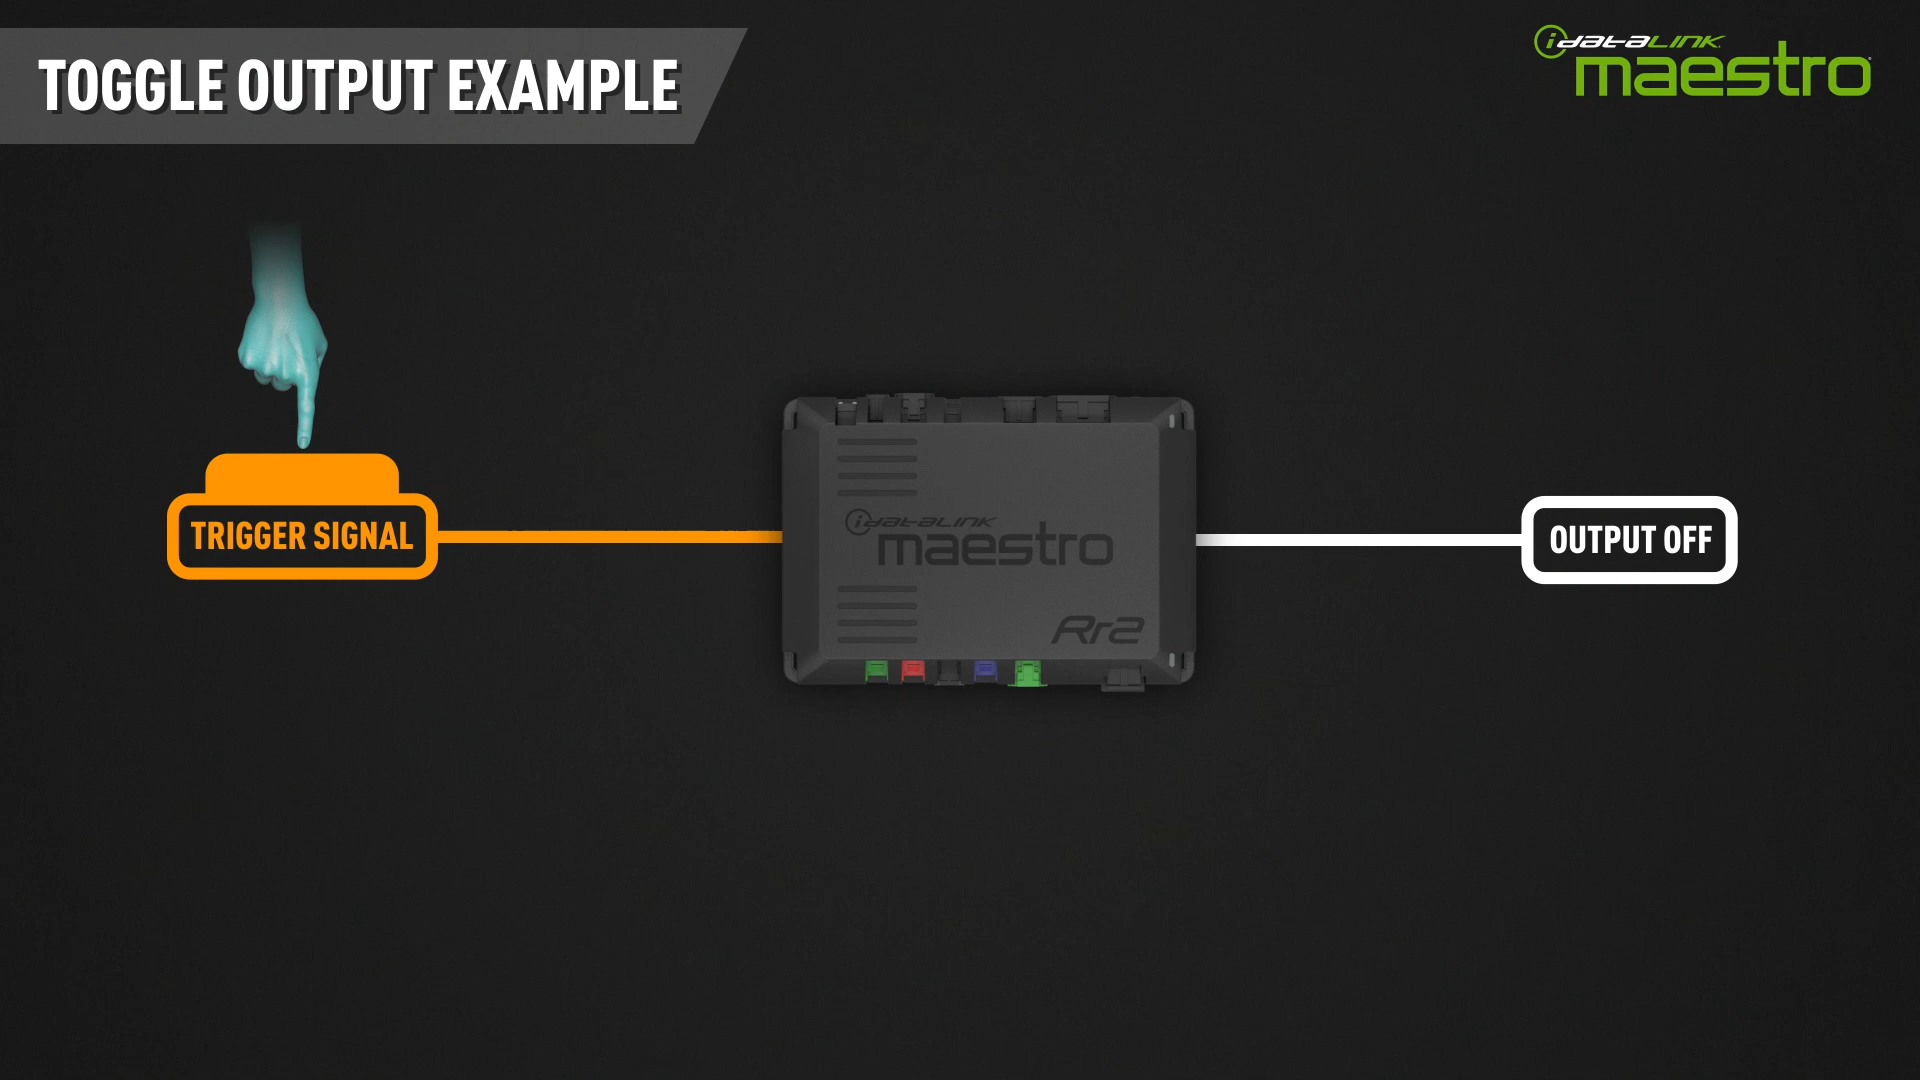 TOGGLE OUTPUT EXAMPLE
idataLINK
maestro
TRIGGER SIGNAL
idataLINK
maestro
Rr2
OUTPUT OFF